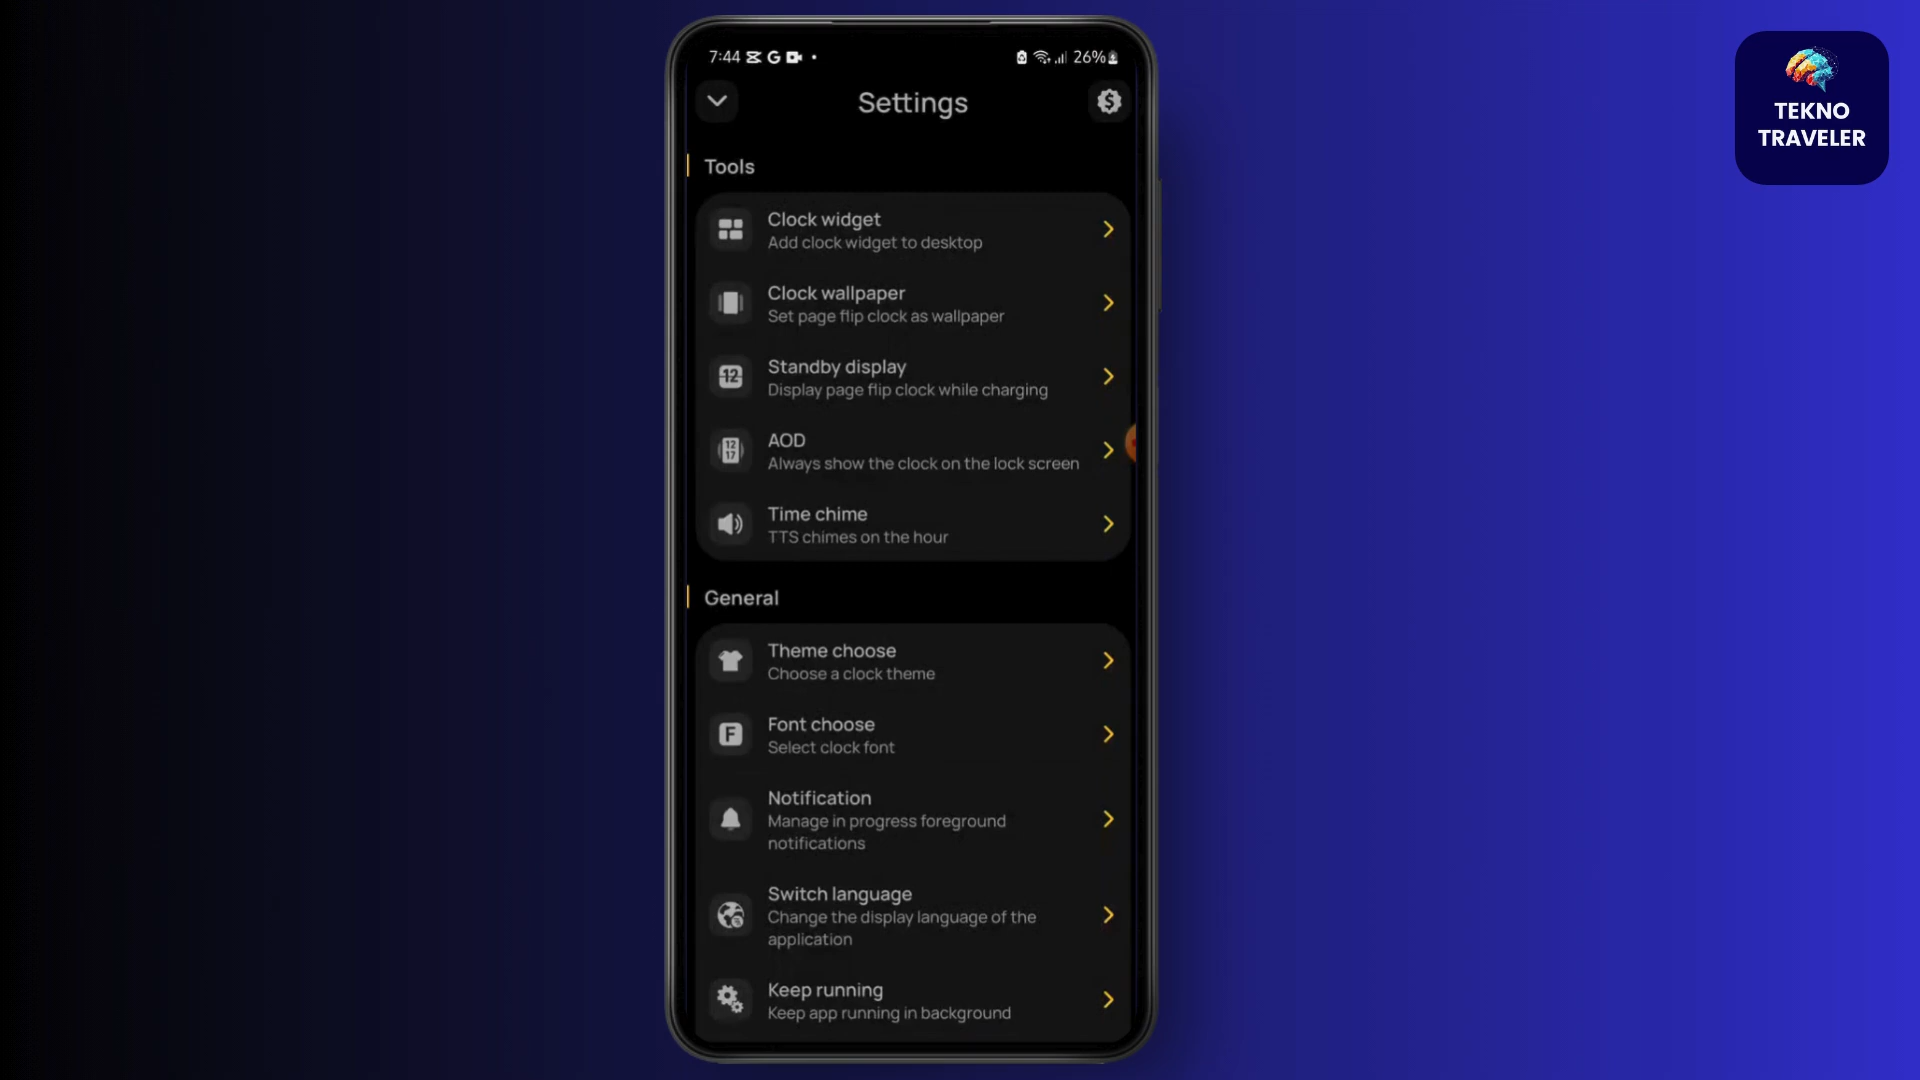 7:44 26%
TEKNO
TRAVELER
Settings
Tools
Clock widget
Add clock widget to desktop
Clock wallpaper
Set page flip clock as wallpaper
12
Standby display
Display page flip clock while charging
12
17
AOD
Always show the clock on the lock screen
Time chime
TTS chimes on the hour
General
Theme choose
Choose a clock theme
F
Font choose
Select clock font
Notification
Manage in progress foreground
notifications
Switch language
Change the display language of the
application
Keep running
Keep app running in background